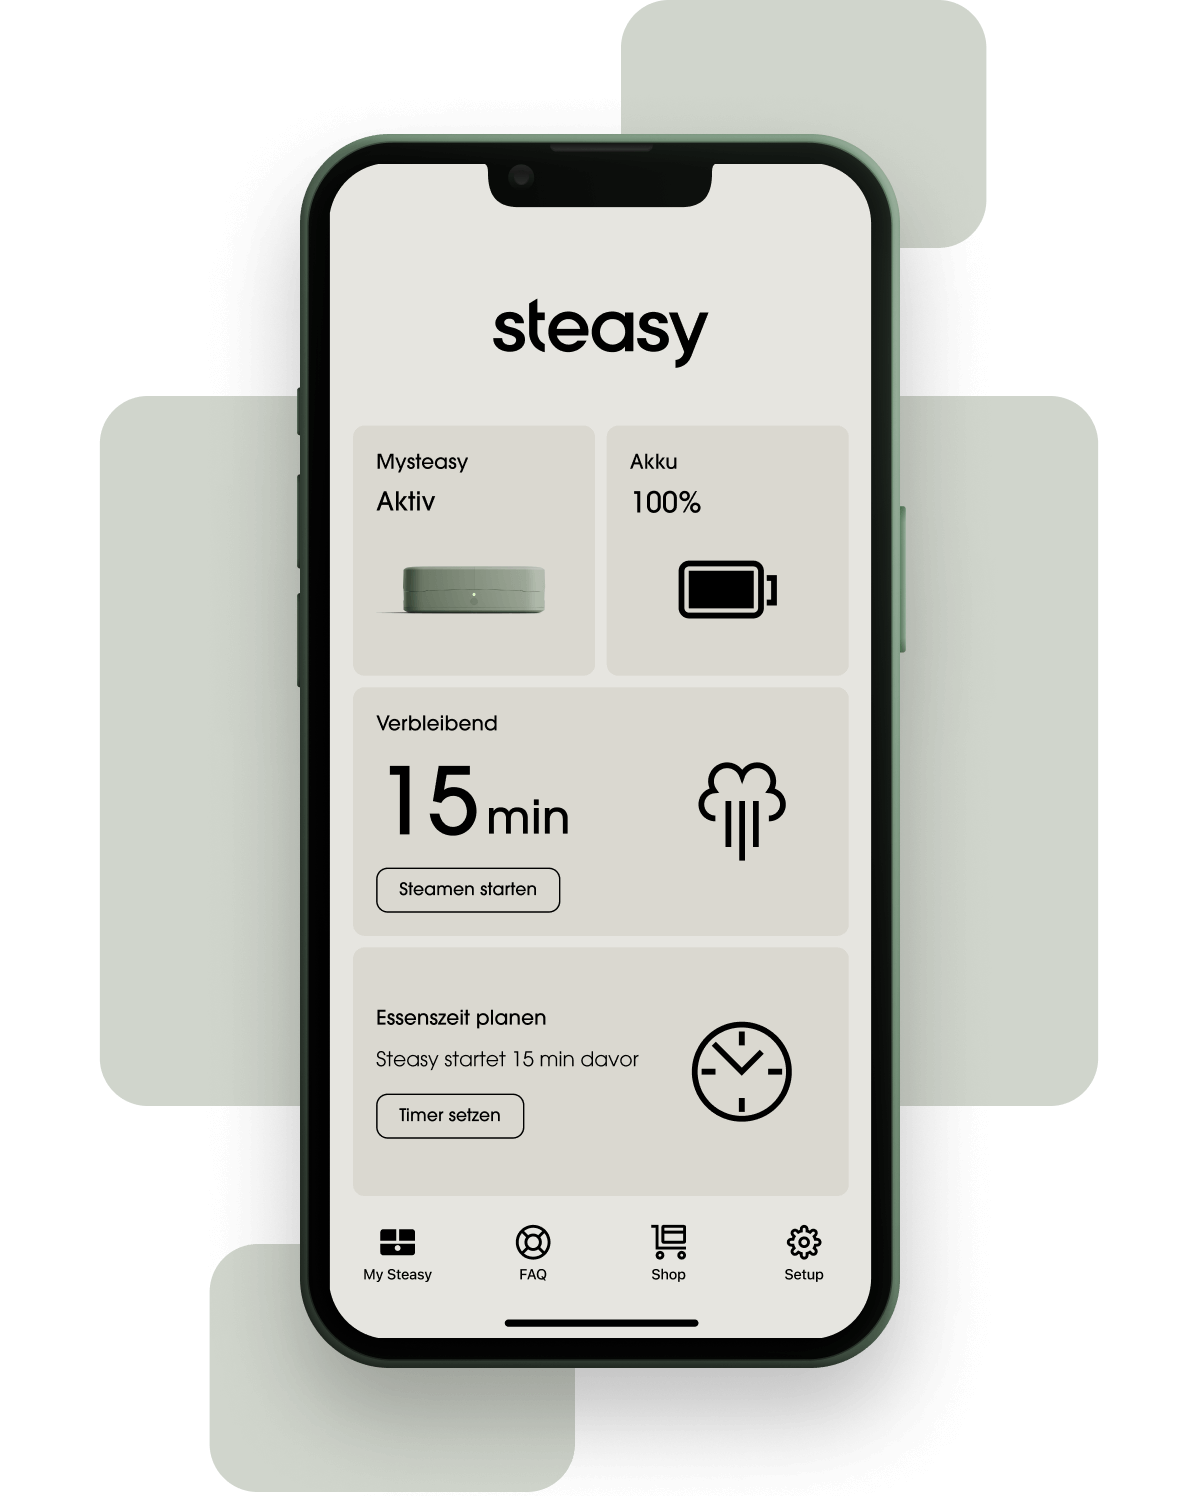 steasy
Mysteasy
Aktiv
Akku
100%
Verbleibend
15 min
Steamen starten
Essenszeit planen
Steasy startet 15 min davor
Timer setzen
My Steasy
FAQ
Shop
Setup